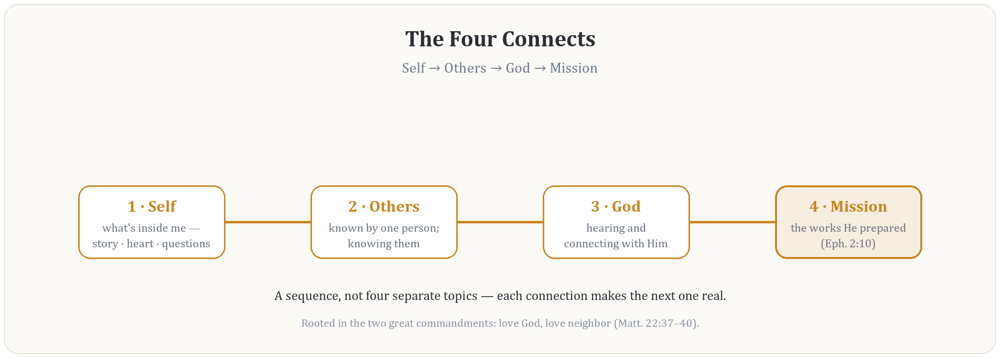 The Four Connects
Self → Others → God → Mission
1 · Self
what's inside me —
story · heart · questions
2 · Others
known by one person;
knowing them
3 · God
hearing and
connecting with Him
4 · Mission
the works He prepared
(Eph. 2:10)
A sequence, not four separate topics — each connection makes the next one real.
Rooted in the two great commandments: love God, love neighbor (Matt. 22:37–40).